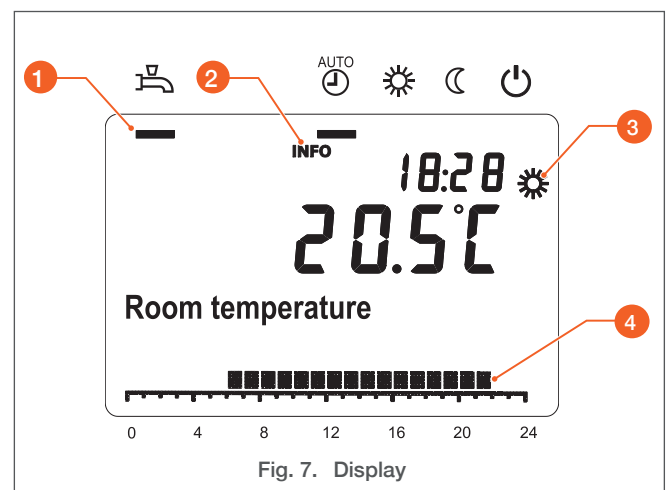 AUTO
1
2
INFO
18:28
3
20.5°C
Room temperature
4
0 4 8 12 16 20 24
Fig. 7. Display